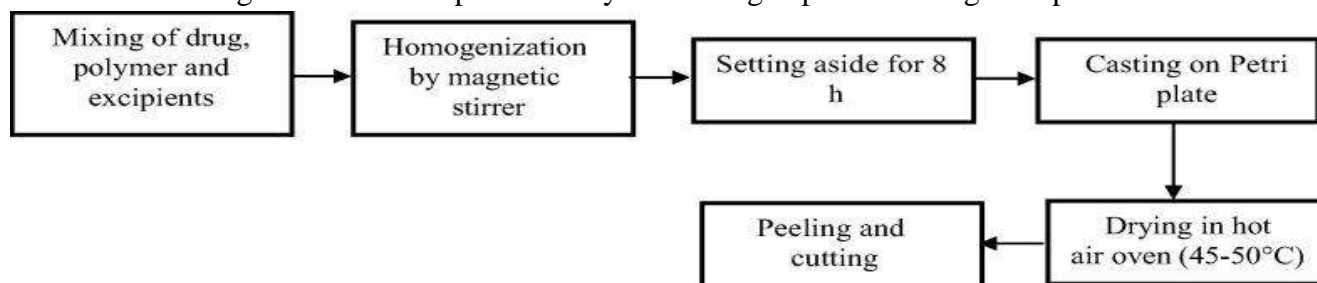 Mixing of drug,
polymer and
excipients
Homogenization
by magnetic
stirrer
Setting aside for 8
h
Casting on Petri
plate
Drying in hot
air oven (45-50°C)
Peeling and
cutting